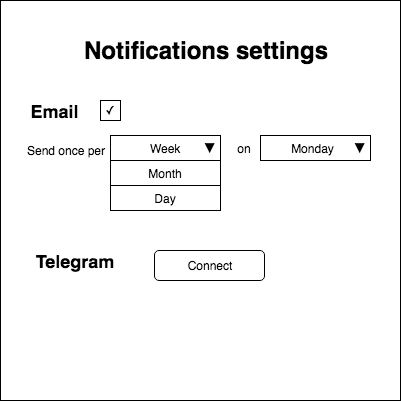 Notifications settings
Email ✓
Send once per Week ▼ on Monday ▼
Month
Day
Telegram Connect